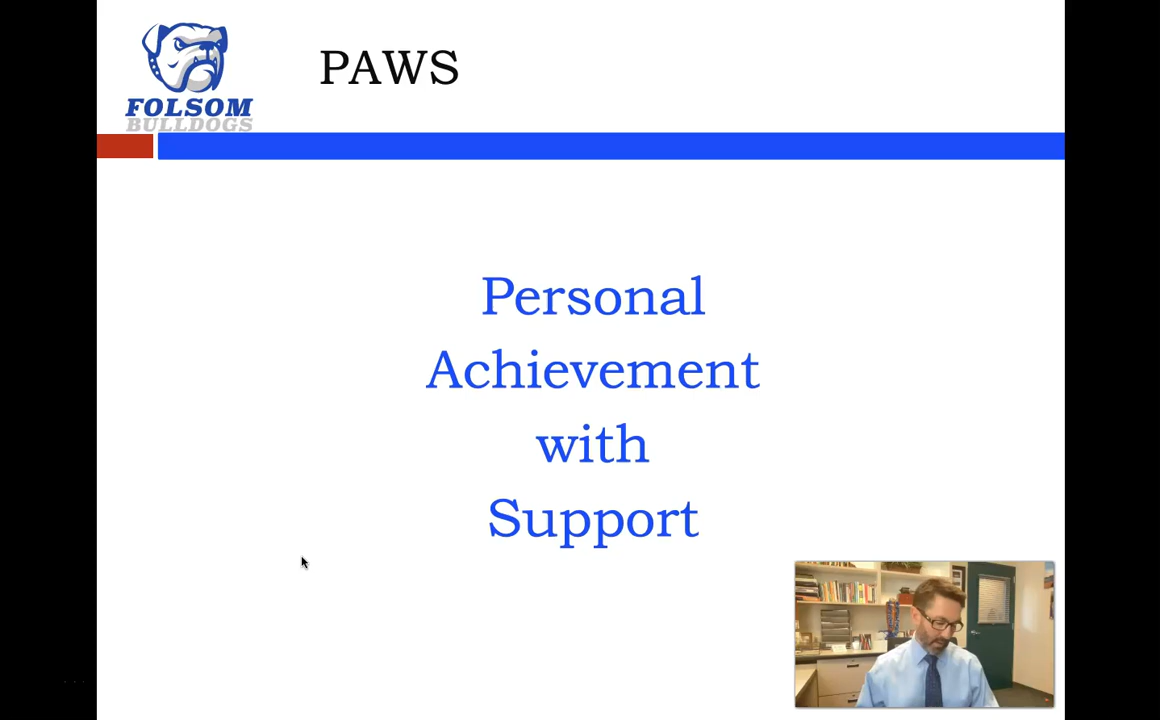 PAWS
FOLSOM
BULLDOGS
Personal
Achievement
with
Support